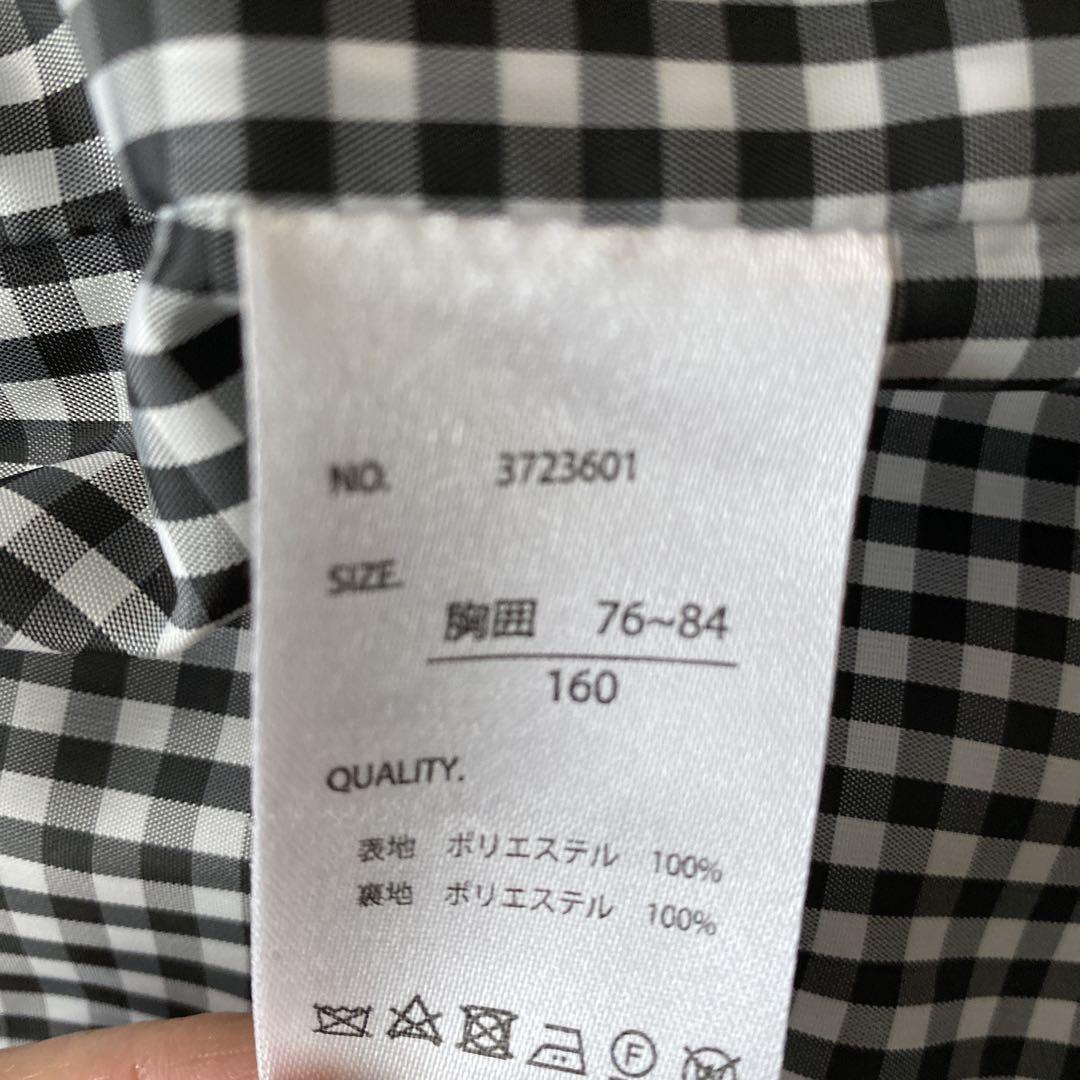 NO. 3723601
SIZE.
胸囲 76~84
160
QUALITY.
表地 ポリエステル 100%
裏地 ポリエステル 100%
F